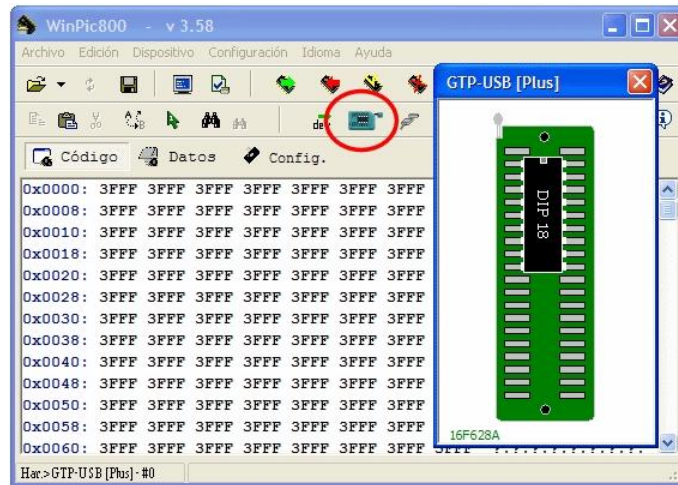 WinPic800 - v 3.58
Archivo Edición Dispositivo Configuración Idioma Ayuda
GTP-USB [Plus]
Código Datos Config.
DIP 18
0x0000: 3FFF 3FFF 3FFF 3FFF 3FFF 3FFF 3FFF
0x0008: 3FFF 3FFF 3FFF 3FFF 3FFF 3FFF 3FFF
0x0010: 3FFF 3FFF 3FFF 3FFF 3FFF 3FFF 3FFF
0x0018: 3FFF 3FFF 3FFF 3FFF 3FFF 3FFF 3FFF
0x0020: 3FFF 3FFF 3FFF 3FFF 3FFF 3FFF 3FFF
0x0028: 3FFF 3FFF 3FFF 3FFF 3FFF 3FFF 3FFF
0x0030: 3FFF 3FFF 3FFF 3FFF 3FFF 3FFF 3FFF
0x0038: 3FFF 3FFF 3FFF 3FFF 3FFF 3FFF 3FFF
0x0040: 3FFF 3FFF 3FFF 3FFF 3FFF 3FFF 3FFF
0x0048: 3FFF 3FFF 3FFF 3FFF 3FFF 3FFF 3FFF
0x0050: 3FFF 3FFF 3FFF 3FFF 3FFF 3FFF 3FFF
0x0058: 3FFF 3FFF 3FFF 3FFF 3FFF 3FFF 3FFF
16F628A
0x0060: 3FFF 3FFF 3FFF 3FFF 3FFF 3FFF 3FFF
Har.>GTP-USB [Plus] - #0